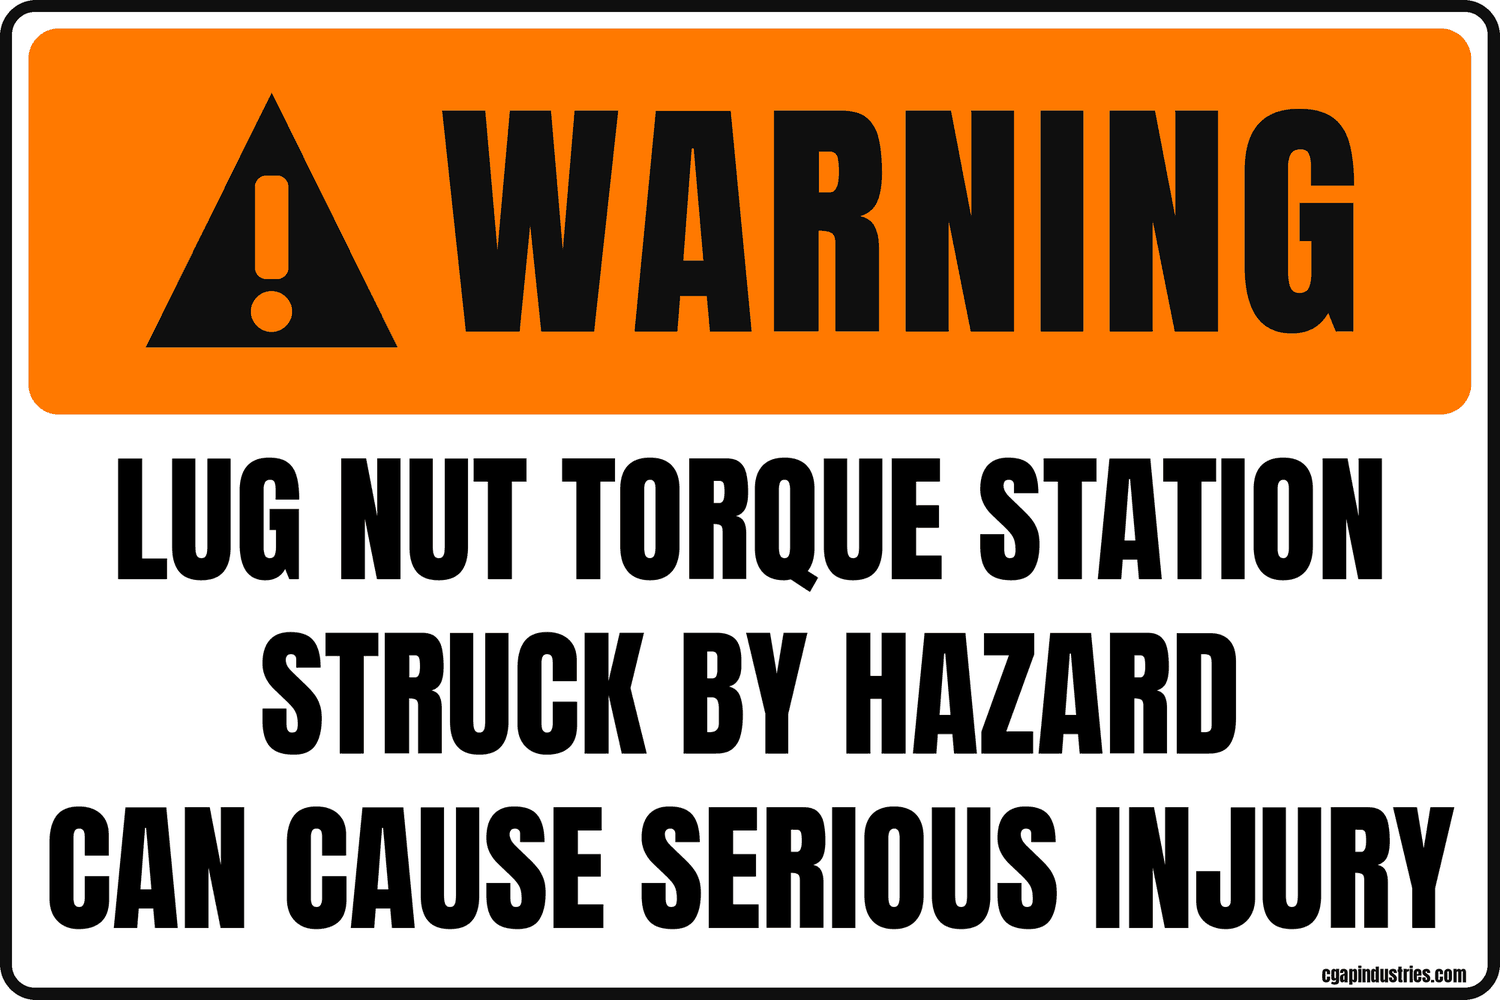 WARNING
LUG NUT TORQUE STATION
STRUCK BY HAZARD
CAN CAUSE SERIOUS INJURY
cgapindustries.com